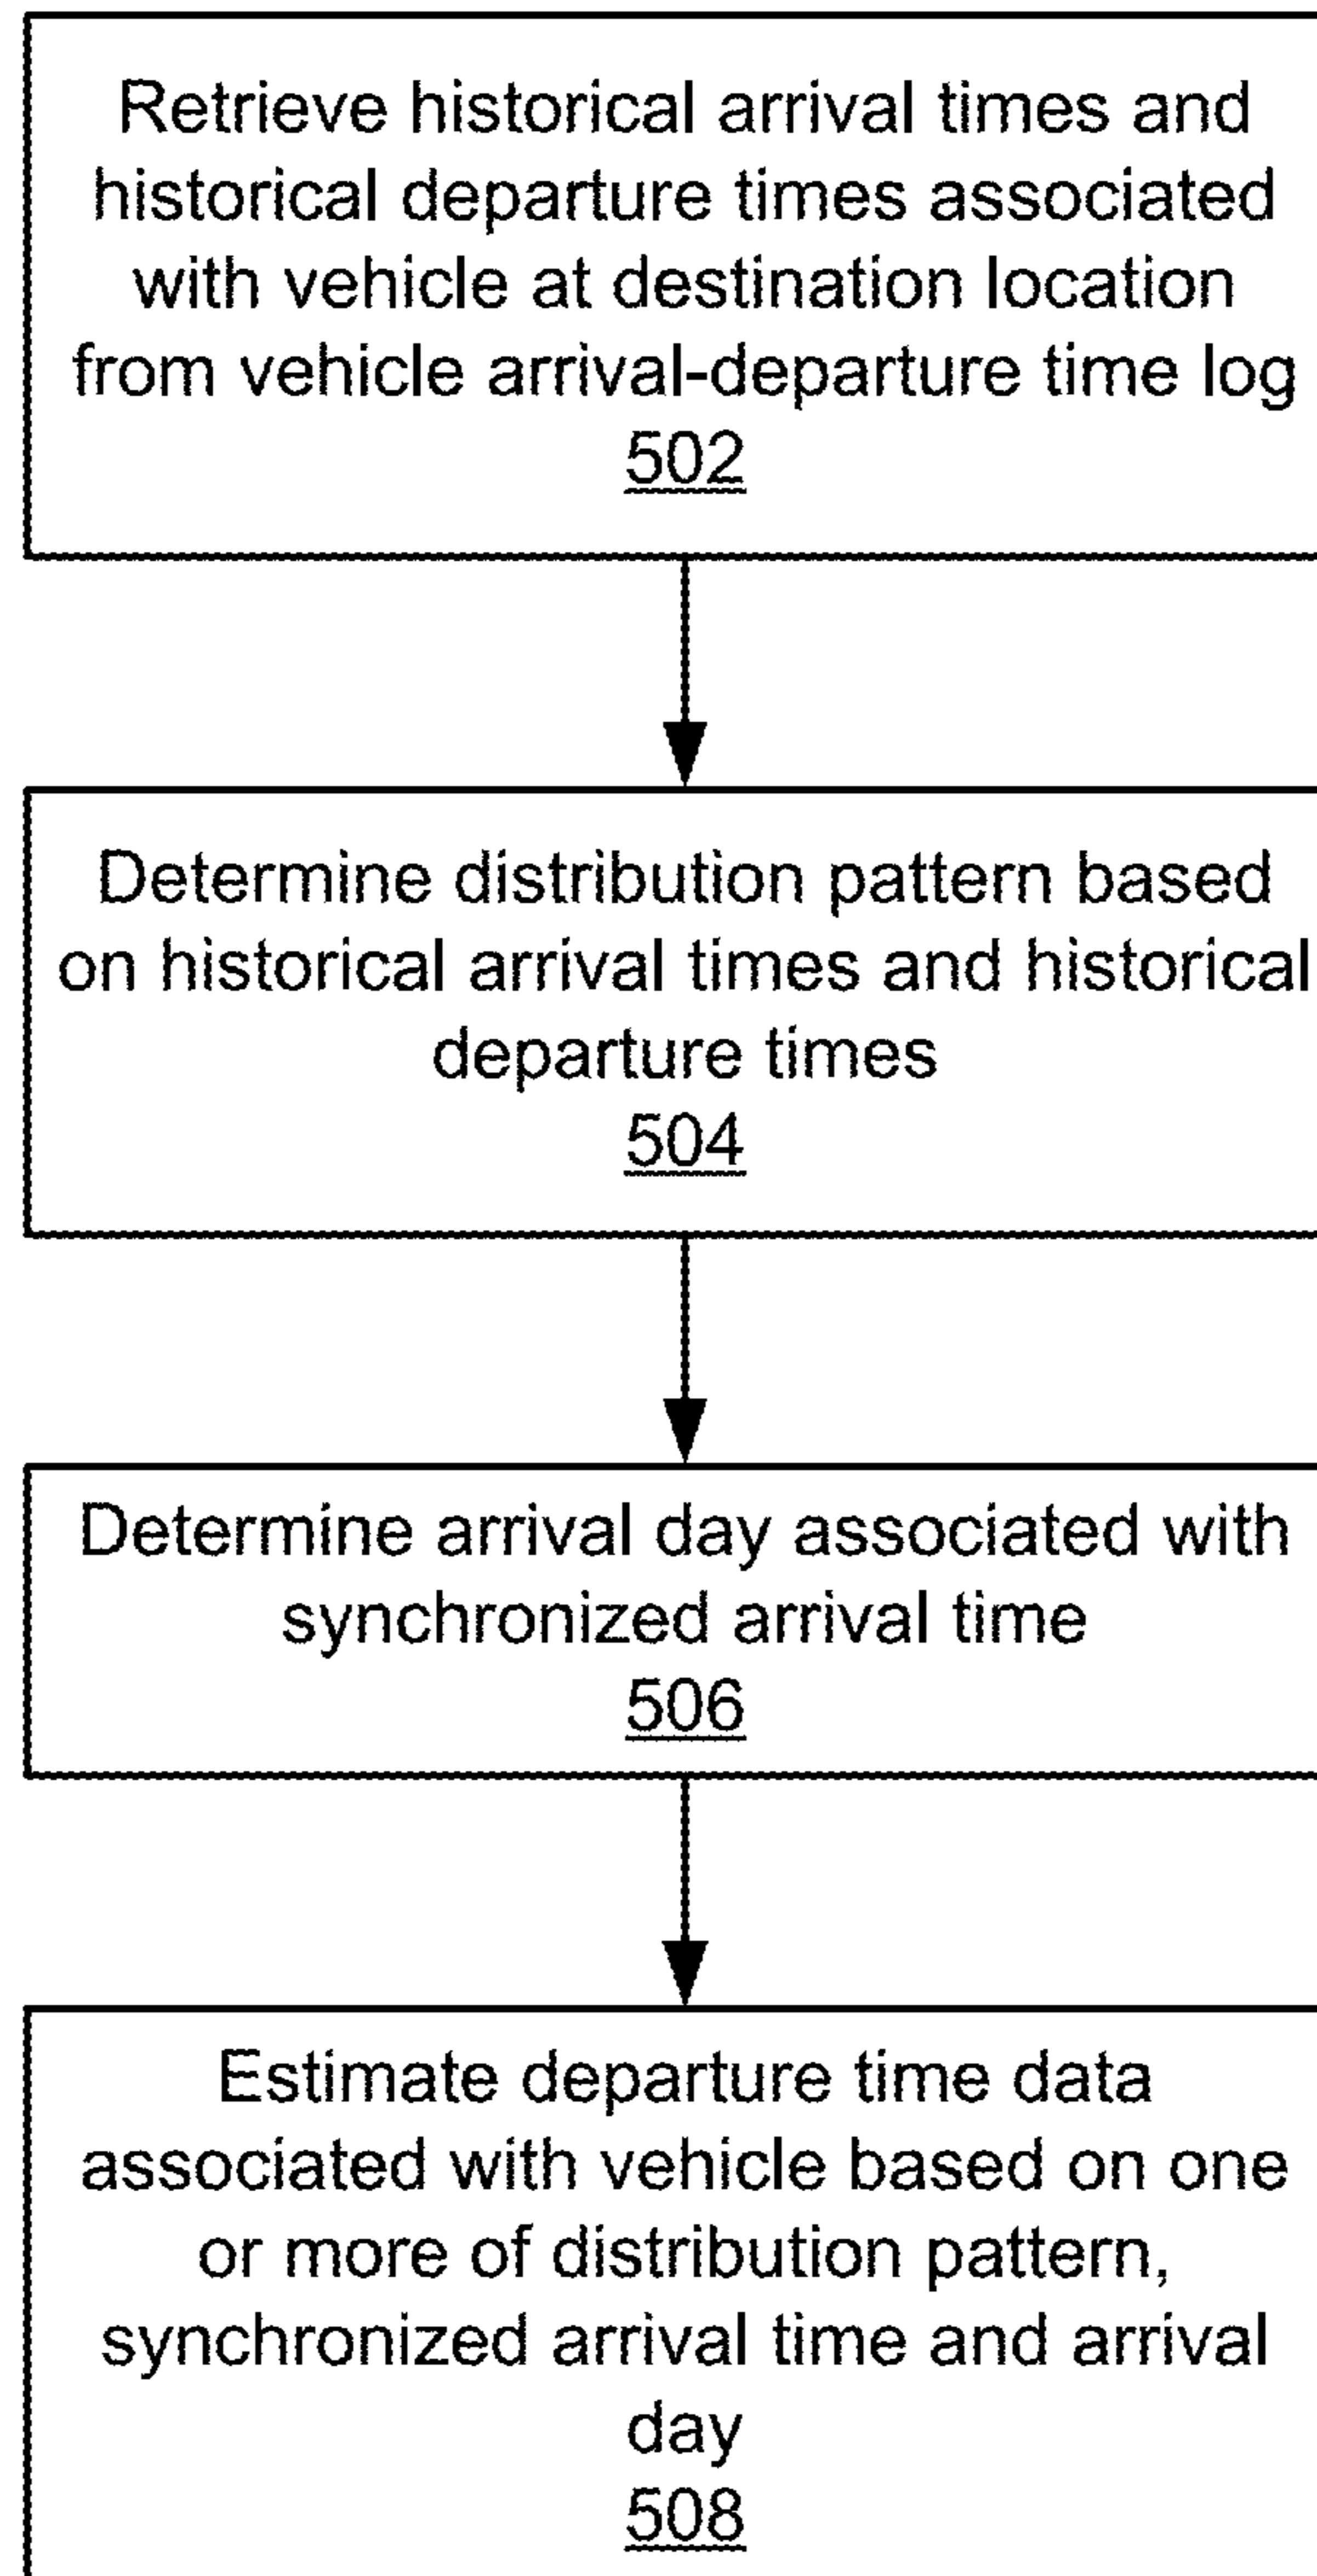 Retrieve historical arrival times and
historical departure times associated
with vehicle at destination location
from vehicle arrival-departure time log
502
Determine distribution pattern based
on historical arrival times and historical
departure times
504
Determine arrival day associated with
synchronized arrival time
506
Estimate departure time data
associated with vehicle based on one
or more of distribution pattern,
synchronized arrival time and arrival
day
508